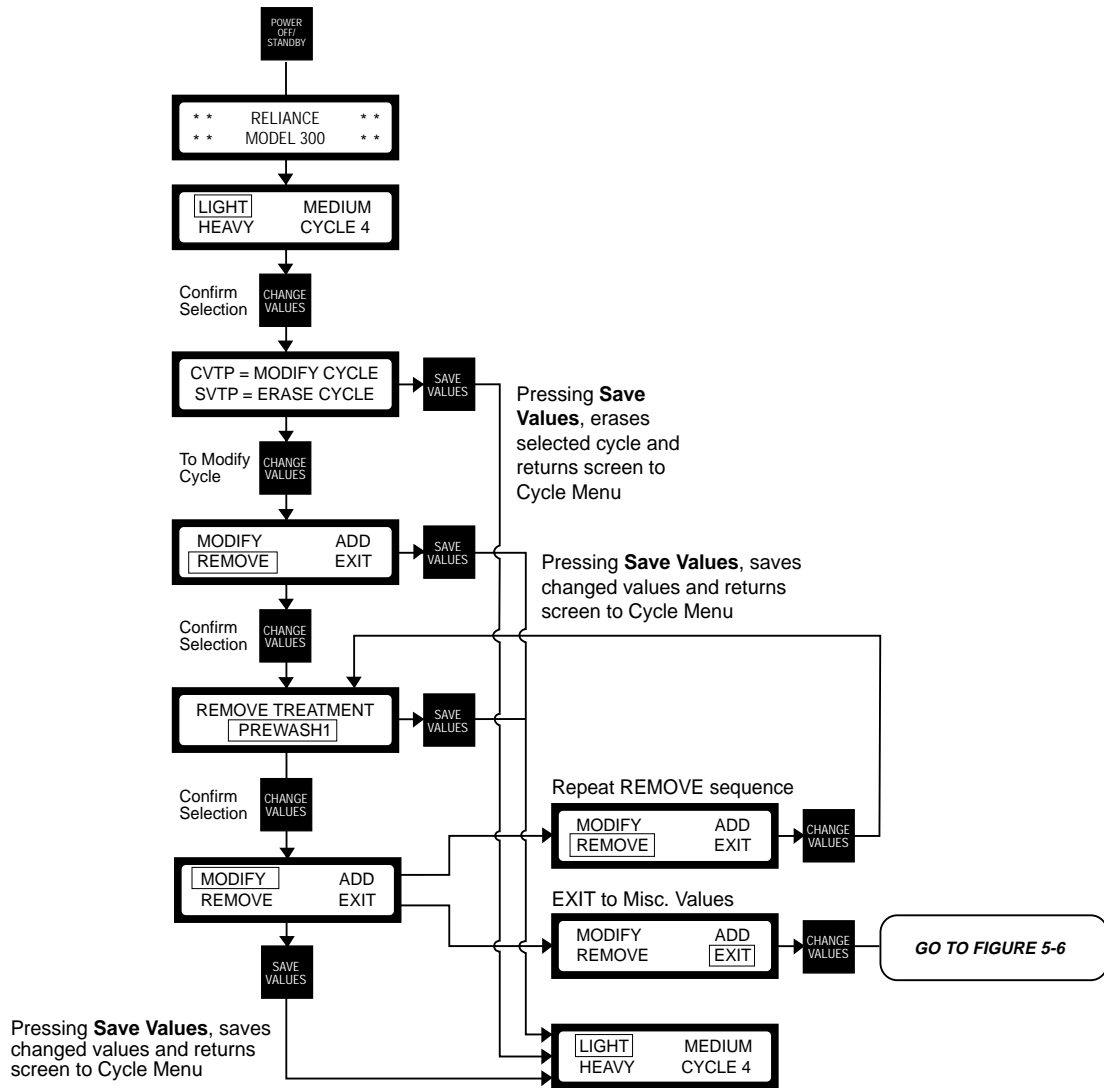 POWER
OFF/
STANDBY
* * RELIANCE * *
* * MODEL 300 * *
LIGHT MEDIUM
HEAVY CYCLE 4
Confirm
Selection
CHANGE
VALUES
CVTP = MODIFY CYCLE
SVTP = ERASE CYCLE
SAVE
VALUES
Pressing Save
Values, erases
selected cycle and
returns screen to
Cycle Menu
To Modify
Cycle
CHANGE
VALUES
MODIFY ADD
REMOVE EXIT
SAVE
VALUES
Pressing Save Values, saves
changed values and returns
screen to Cycle Menu
Confirm
Selection
CHANGE
VALUES
REMOVE TREATMENT
PREWASH1
SAVE
VALUES
Confirm
Selection
CHANGE
VALUES
Repeat REMOVE sequence
MODIFY ADD
REMOVE EXIT
CHANGE
VALUES
MODIFY ADD
REMOVE EXIT
EXIT to Misc. Values
MODIFY ADD
REMOVE EXIT
CHANGE
VALUES
GO TO FIGURE 5-6
SAVE
VALUES
Pressing Save Values, saves
changed values and returns
screen to Cycle Menu
LIGHT MEDIUM
HEAVY CYCLE 4